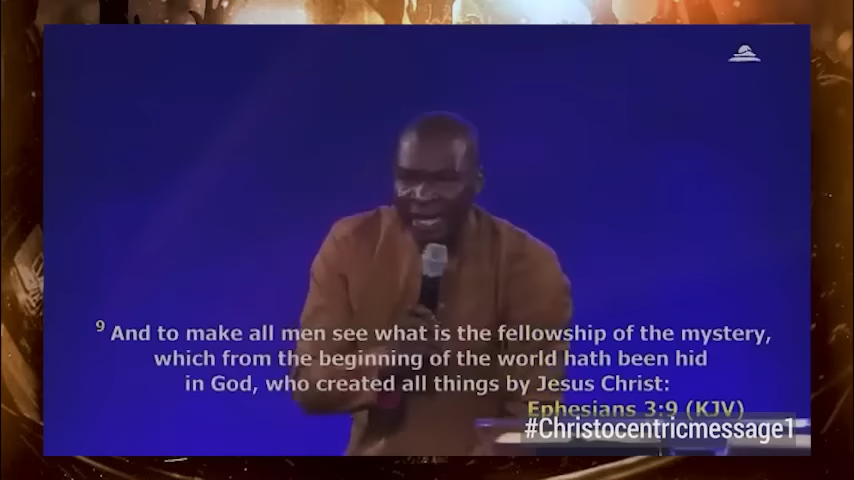 9 And to make all men see what is the fellowship of the mystery,
which from the beginning of the world hath been hid
in God, who created all things by Jesus Christ:
Ephesians 3:9 (KJV)
#Christocentricmessage1